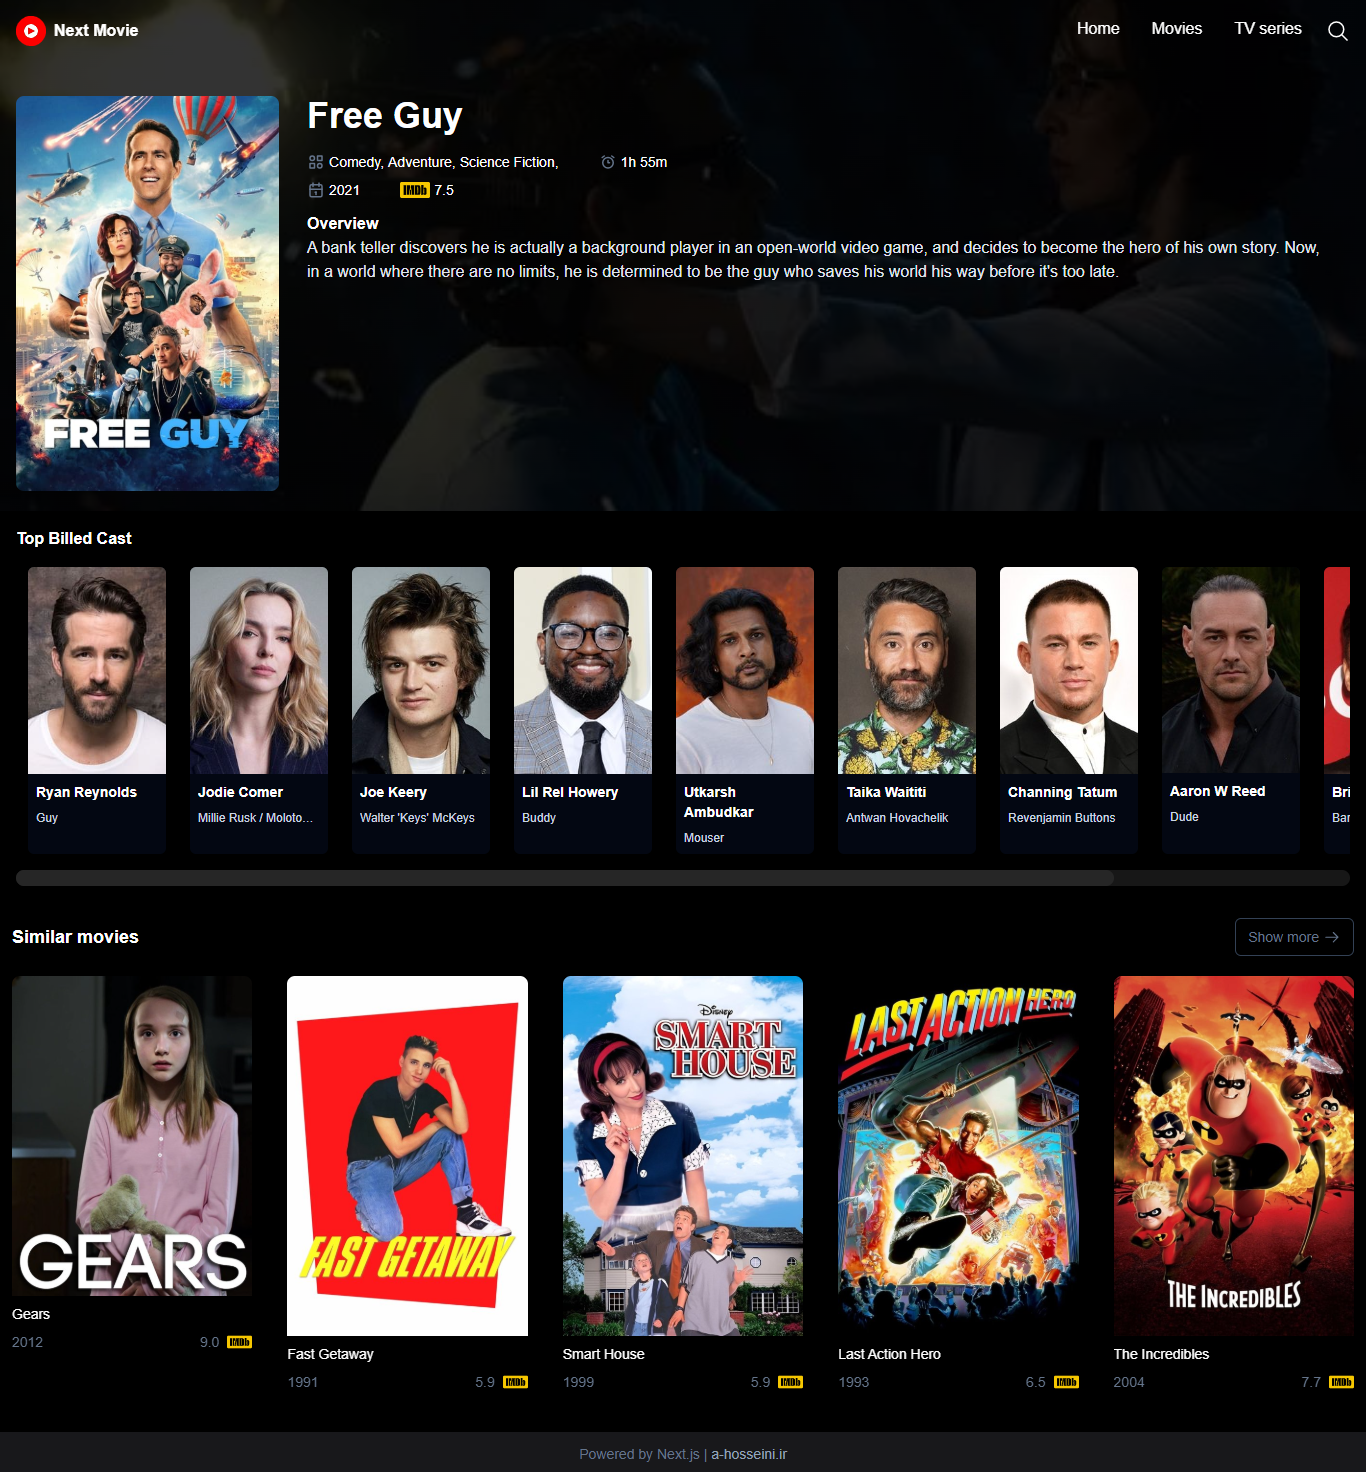 Next Movie
Home
Movies
TV series
Free Guy
Comedy, Adventure, Science Fiction,
1h 55m
2021
IMDb
7.5
Overview
A bank teller discovers he is actually a background player in an open-world video game, and decides to become the hero of his own story. Now,
in a world where there are no limits, he is determined to be the guy who saves his world his way before it's too late.
FREE GUY
Top Billed Cast
Ryan Reynolds
Guy
Jodie Comer
Millie Rusk / Moloto...
Joe Keery
Walter 'Keys' McKeys
Lil Rel Howery
Buddy
Utkarsh
Ambudkar
Mouser
Taika Waititi
Antwan Hovachelik
Channing Tatum
Revenjamin Buttons
Aaron W Reed
Dude
Bri
Bar
Similar movies
Show more
GEARS
Gears
2012
9.0
IMDb
FAST GETAWAY
Fast Getaway
1991
5.9
IMDb
Disney
SMART
HOUSE
Smart House
1999
5.9
IMDb
LAST ACTION HERO
Last Action Hero
1993
6.5
IMDb
THE INCREDIBLES
The Incredibles
2004
7.7
IMDb
Powered by Next.js | a-hosseini.ir